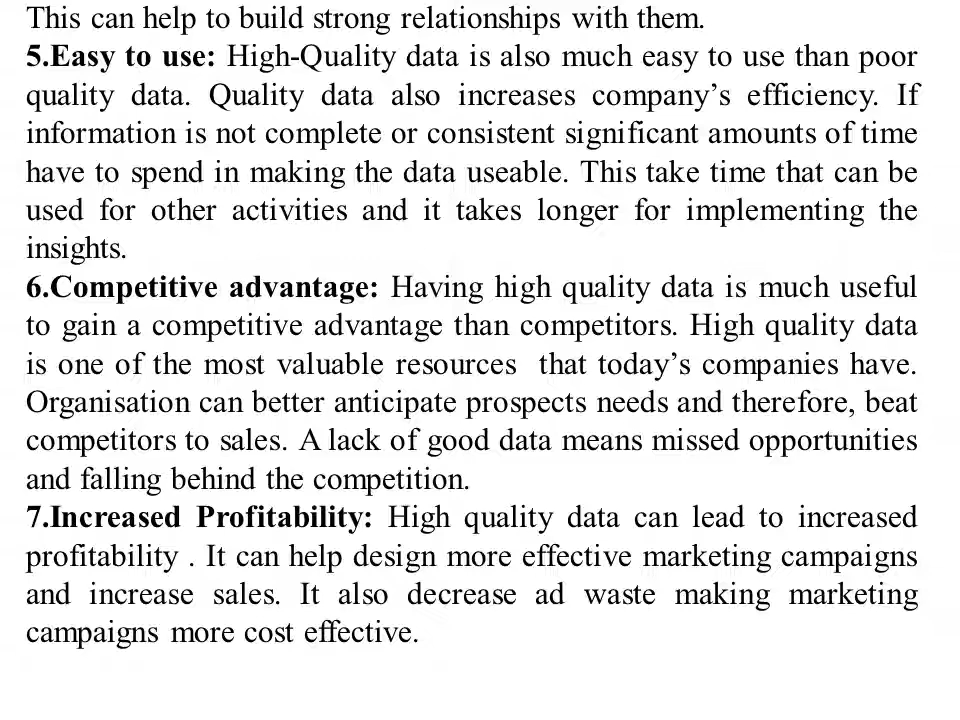 This can help to build strong relationships with them.
5.Easy to use: High-Quality data is also much easy to use than poor
quality data. Quality data also increases company’s efficiency. If
information is not complete or consistent significant amounts of time
have to spend in making the data useable. This take time that can be
used for other activities and it takes longer for implementing the
insights.
6.Competitive advantage: Having high quality data is much useful
to gain a competitive advantage than competitors. High quality data
is one of the most valuable resources that today’s companies have.
Organisation can better anticipate prospects needs and therefore, beat
competitors to sales. A lack of good data means missed opportunities
and falling behind the competition.
7.Increased Profitability: High quality data can lead to increased
profitability . It can help design more effective marketing campaigns
and increase sales. It also decrease ad waste making marketing
campaigns more cost effective.